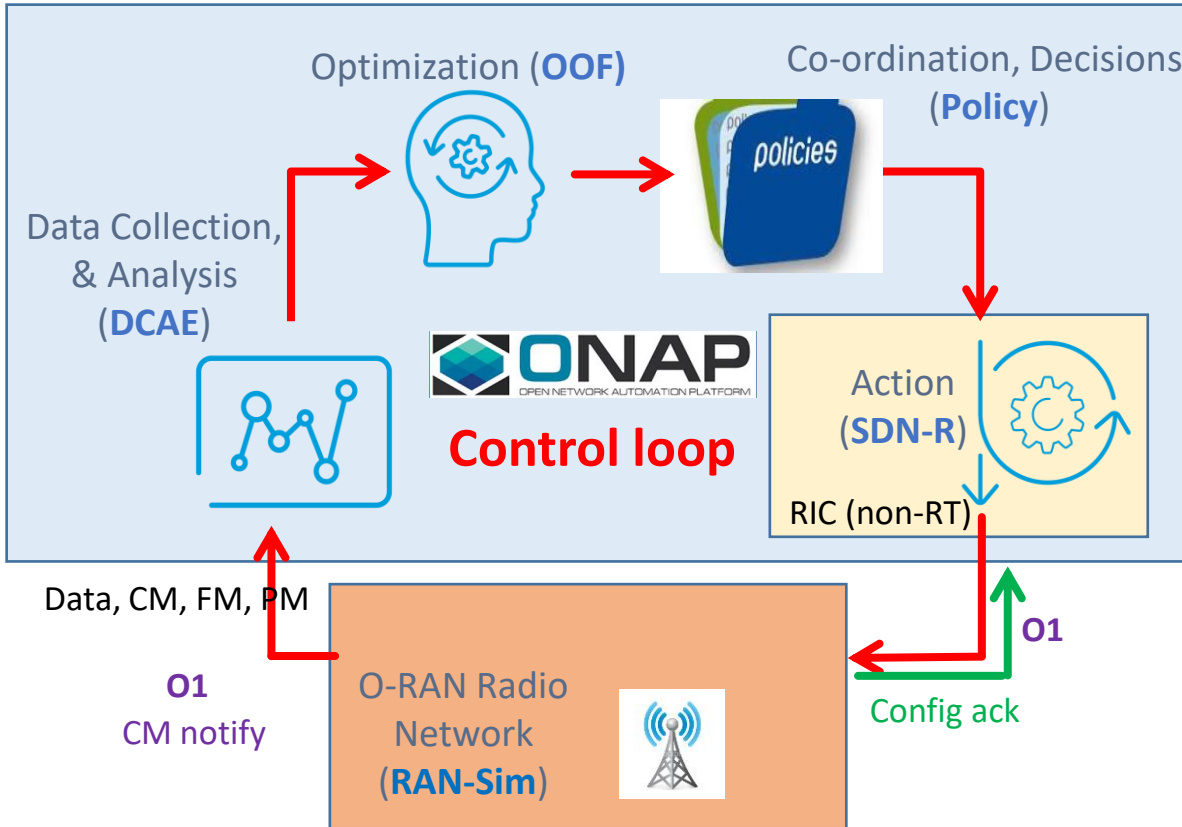 Optimization (OOF)
Co-ordination, Decisions
(Policy)
poli
policies
Data Collection,
& Analysis
(DCAE)
ONAP
OPEN NETWORK AUTOMATION PLATFORM
Control loop
Action
(SDN-R)
RIC (non-RT)
Data, CM, FM, PM
O1
CM notify
O-RAN Radio
Network
(RAN-Sim)
O1
Config ack